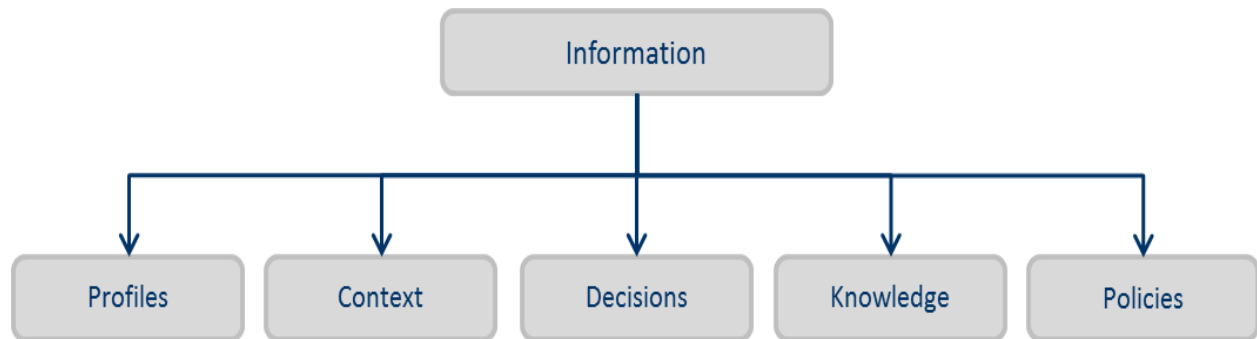 Information
Profiles
Context
Decisions
Knowledge
Policies